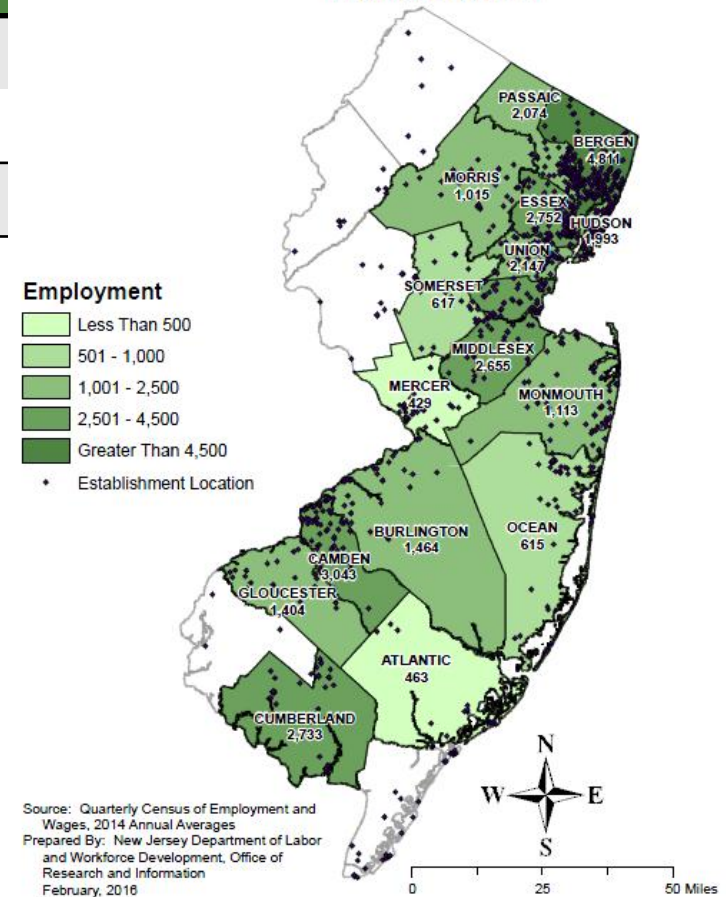 PASSAIC
2,074
BERGEN
4,811
MORRIS
1,015
ESSEX
2,752
HUDSON
1,993
UNION
2,147
SOMERSET
617
MIDDLESEX
2,655
MERCER
429
MONMOUTH
1,113
Employment
Less Than 500
501 - 1,000
1,001 - 2,500
2,501 - 4,500
Greater Than 4,500
Establishment Location
BURLINGTON
1,464
OCEAN
615
CAMDEN
3,043
GLOUCESTER
1,404
ATLANTIC
463
CUMBERLAND
2,733
N
W E
S
Source: Quarterly Census of Employment and
Wages, 2014 Annual Averages
Prepared By: New Jersey Department of Labor
and Workforce Development, Office of
Research and Information
February, 2016
0 25 50 Miles